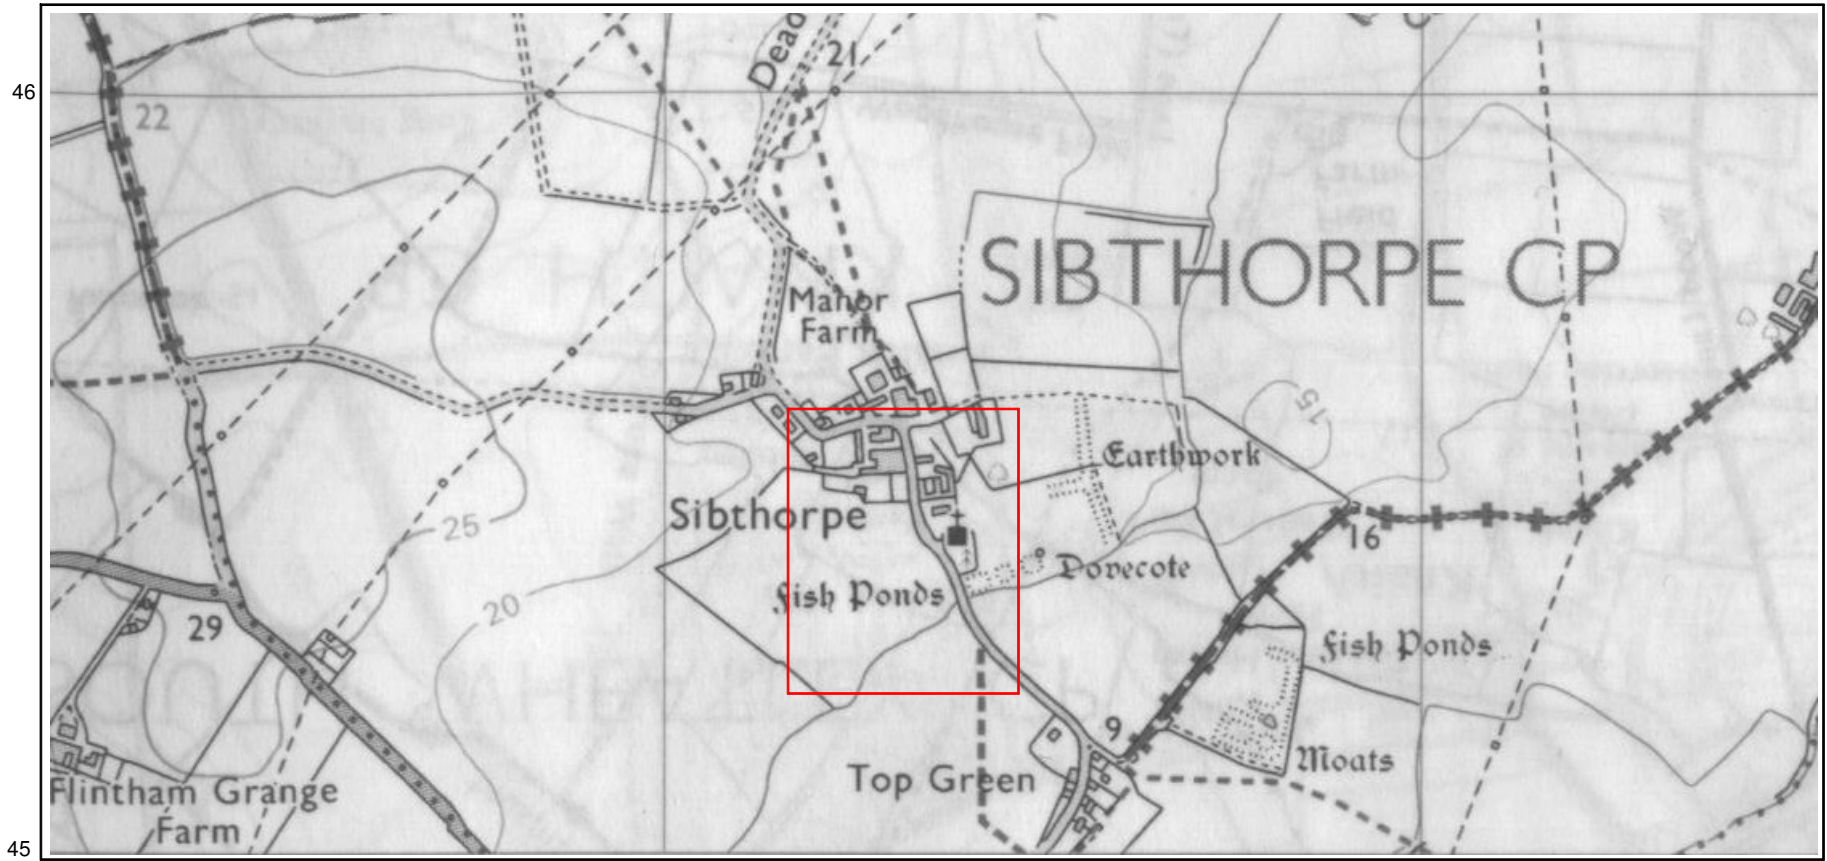 46
22
Dead
21
SIBTHORPE CP
Manor
Farm
15
Earthwork
Sibthorpe
25
16
Dovecote
Fish Ponds
20
29
Fish Ponds
9
Moats
Top Green
Flintham Grange
Farm
45